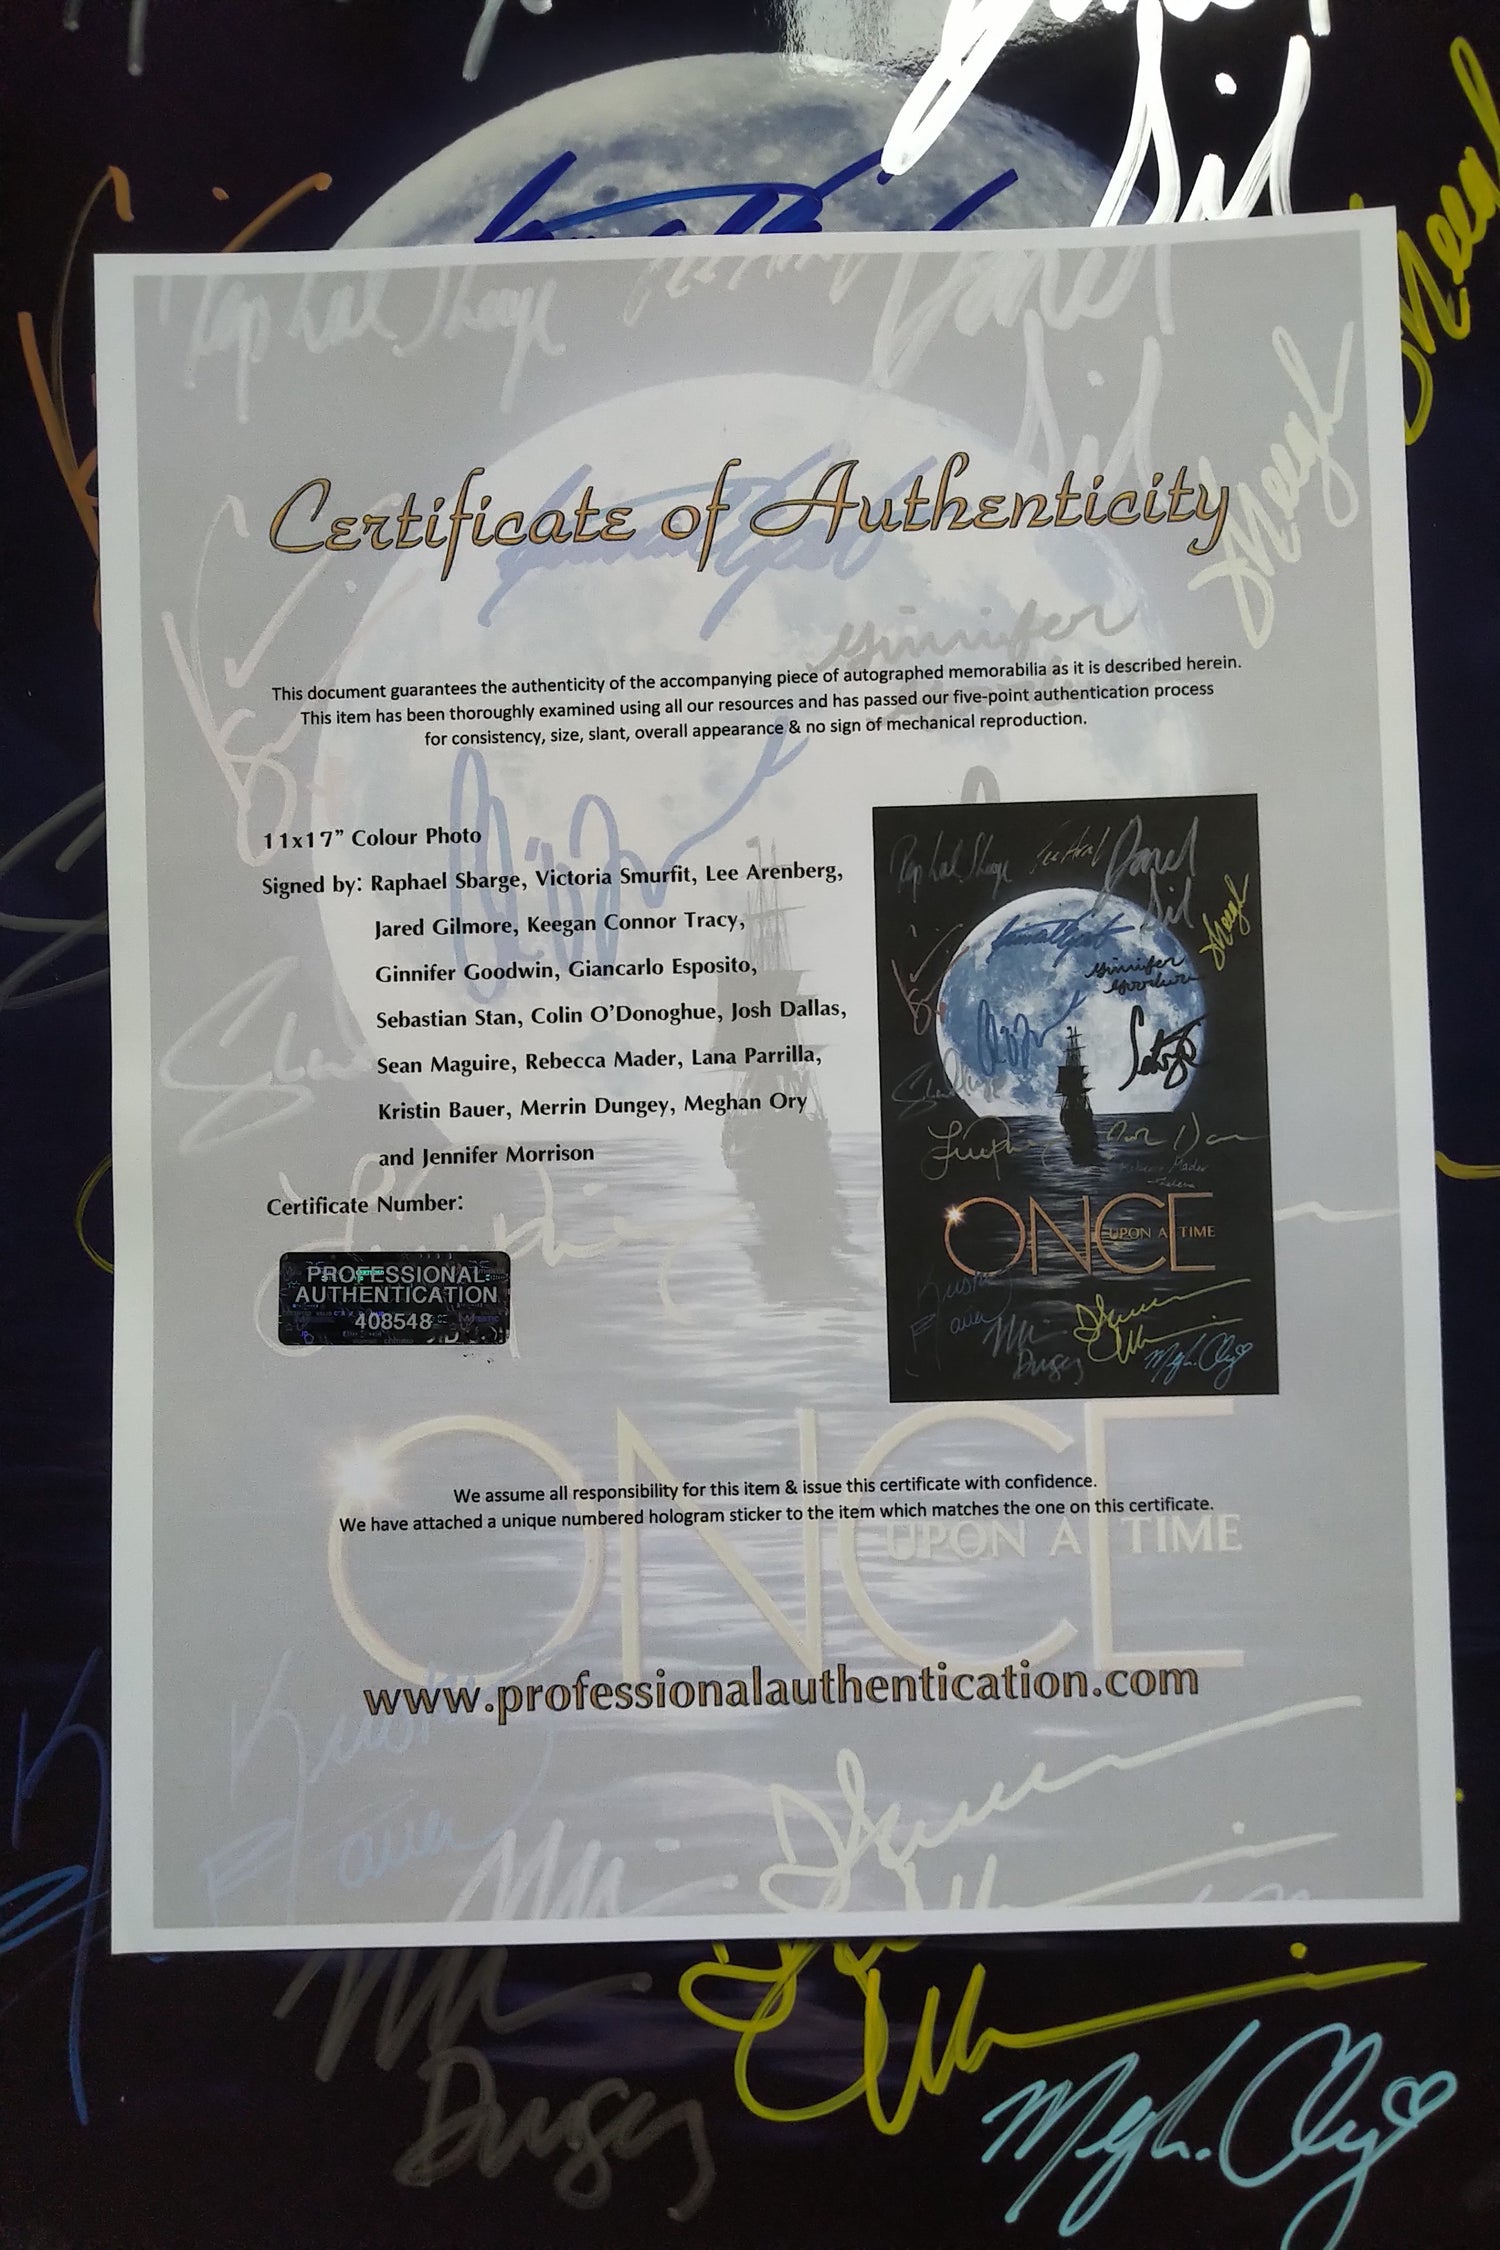 Certificate of Authenticity
This document guarantees the authenticity of the accompanying piece of autographed memorabilia as it is described herein.
This item has been thoroughly examined using all our resources and has passed our five-point authentication process
for consistency, size, slant, overall appearance & no sign of mechanical reproduction.
11x17" Colour Photo
Signed by: Raphael Sbarge, Victoria Smurfit, Lee Arenberg,
Jared Gilmore, Keegan Connor Tracy,
Ginnifer Goodwin, Giancarlo Esposito,
Sebastian Stan, Colin O'Donoghue, Josh Dallas,
Sean Maguire, Rebecca Mader, Lana Parrilla,
Kristin Bauer, Merrin Dungey, Meghan Ory
and Jennifer Morrison
Certificate Number:
PROFESSIONAL
AUTHENTICATION
408548
Ginnifer
Goodwin
ONCE
UPON A TIME
We assume all responsibility for this item & issue this certificate with confidence.
We have attached a unique numbered hologram sticker to the item which matches the one on this certificate.
ONCE
UPON A TIME
www.professionalauthentication.com
Dungey